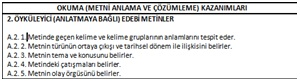 OKUMA (METNİ ANLAMA VE ÇÖZÜMLEME) KAZANIMLARI
2. ÖYKÜLEYİCİ (ANLATMAYA BAĞLI) EDEBİ METİNLER
A.2. 1. Metinde geçen kelime ve kelime gruplarının anlamlarını tespit eder.
A.2. 2. Metnin türünün ortaya çıkışı ve tarihsel dönem ile ilişkisini belirler.
A.2. 3. Metnin tema ve konusunu belirler.
A.2. 4. Metindeki çatışmaları belirler.
A.2. 5. Metnin olay örgüsünü belirler.